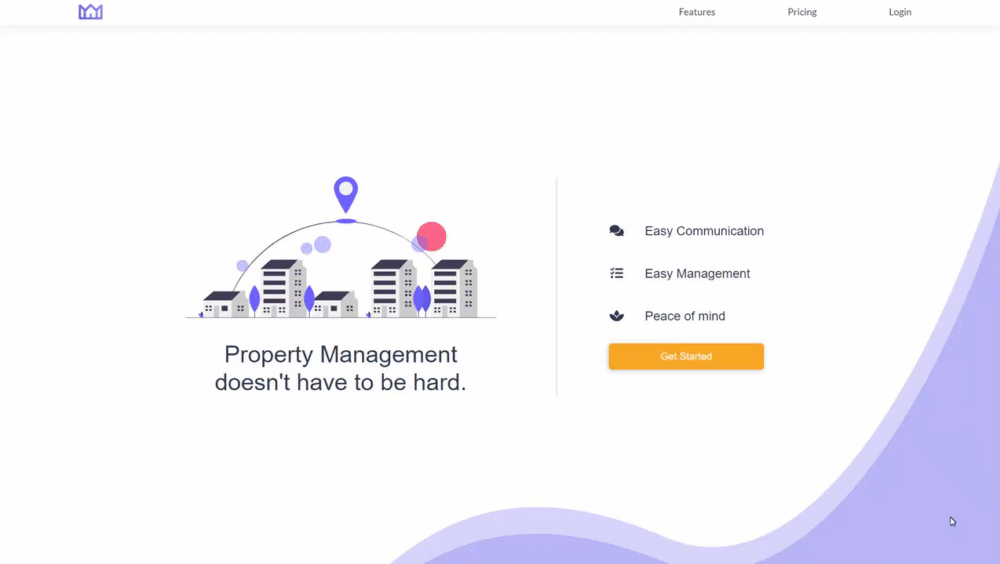 Features
Pricing
Login
Property Management
doesn't have to be hard.
Easy Communication
Easy Management
Peace of mind
Get Started